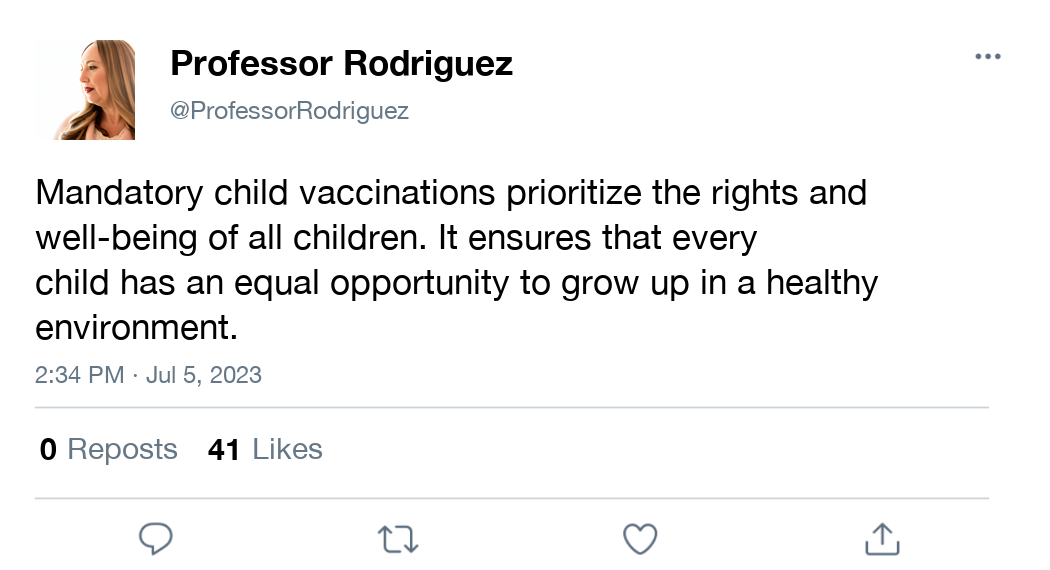 Professor Rodriguez
@ProfessorRodriguez
Mandatory child vaccinations prioritize the rights and
well-being of all children. It ensures that every
child has an equal opportunity to grow up in a healthy
environment.
2:34 PM · Jul 5, 2023
0 Reposts 41 Likes